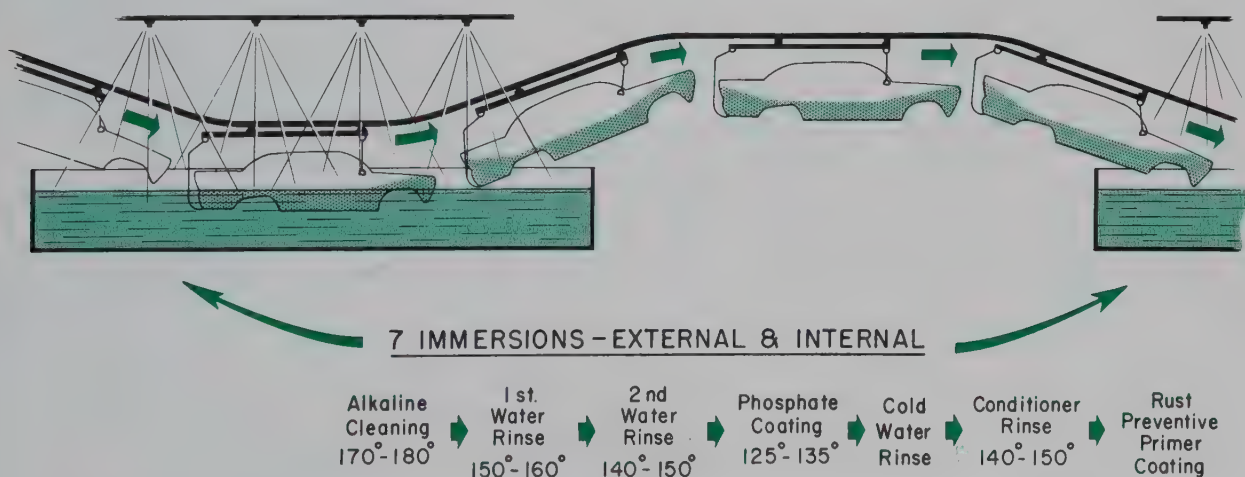 7 IMMERSIONS-EXTERNAL & INTERNAL
Alkaline
Cleaning
170°-180°
1st.
Water
Rinse
150°-160°
2nd
Water
Rinse
140°-150°
Phosphate
Coating
125°-135°
Cold
Water
Rinse
Conditioner
Rinse
140°-150°
Rust
Preventive
Primer
Coating